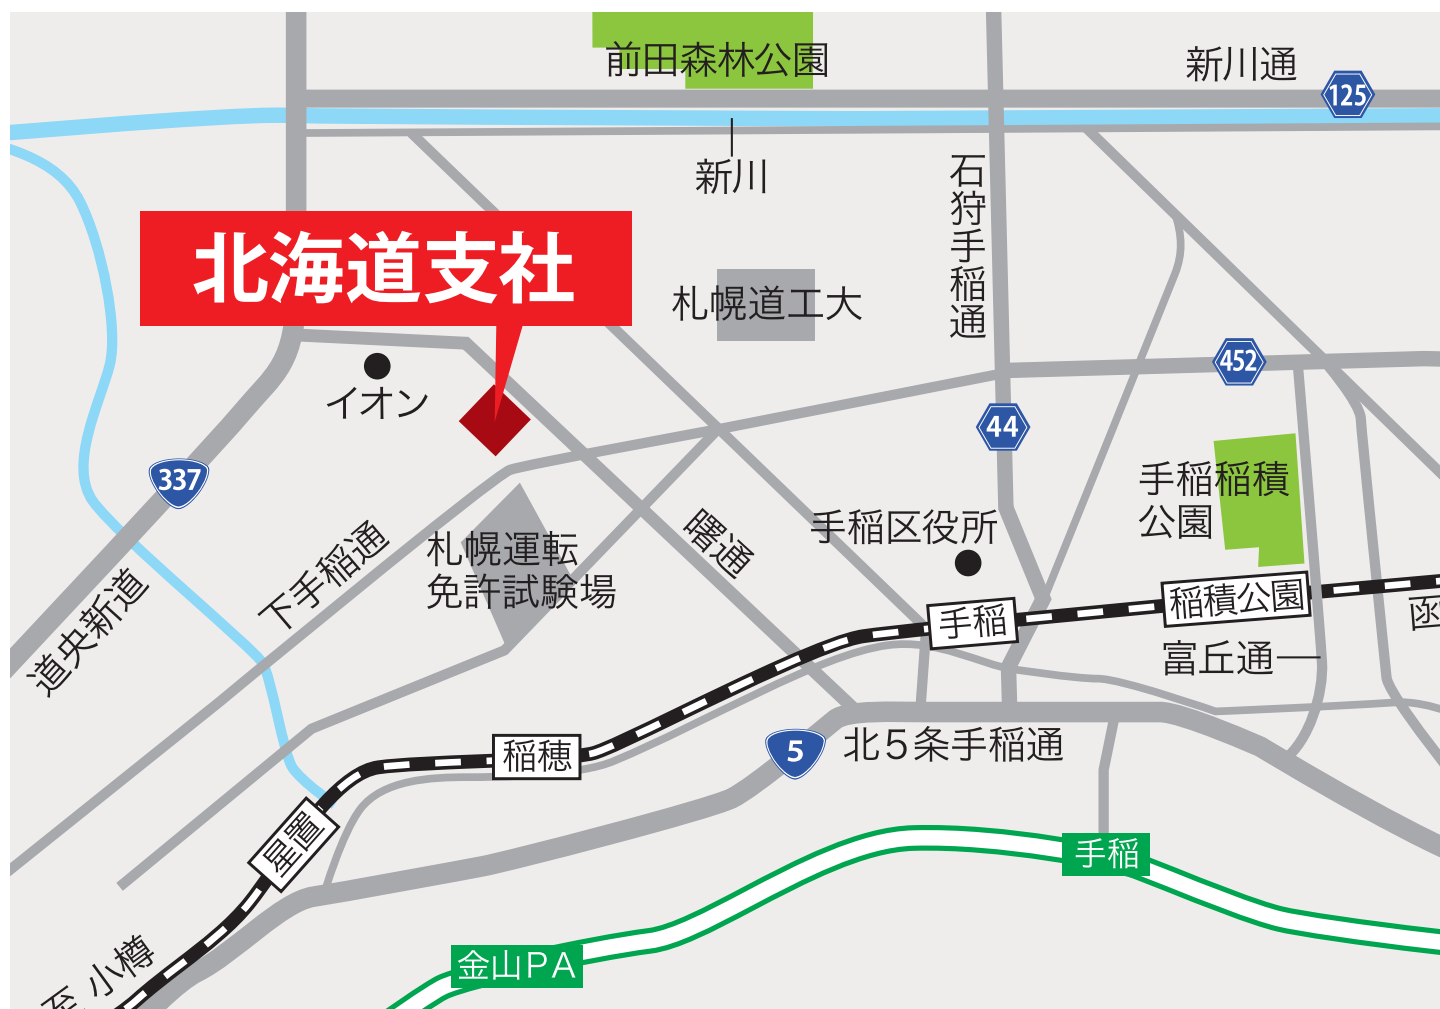 前田森林公園
新川通
125
新川
石狩手稲通
北海道支社
札幌道工大
イオン
452
44
337
手稲稲積
公園
手稲区役所
曙通
札幌運転
免許試験場
下手稲通
道央新道
稲積公園
手稲
函
富丘通
稲穂
5
北５条手稲通
星置
手稲
金山ＰＡ
至 小樽